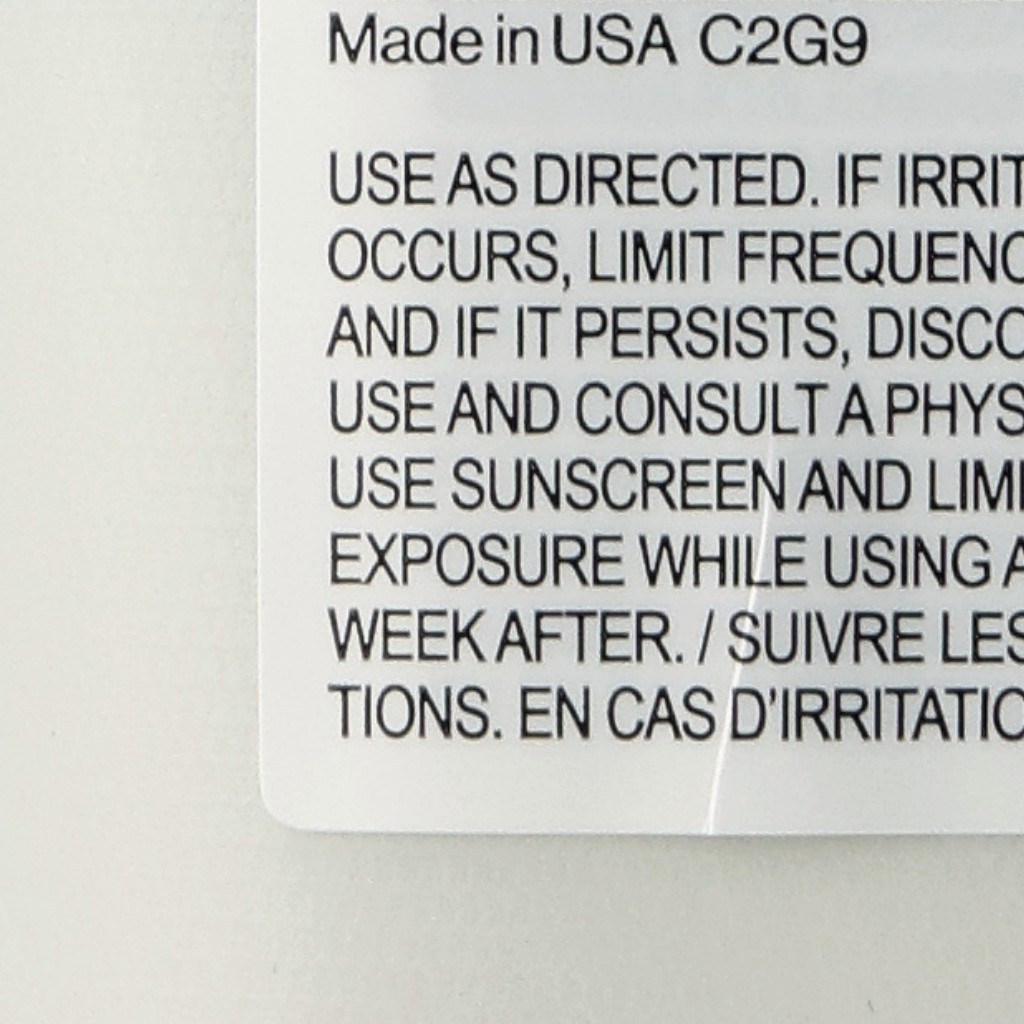 Made in USA C2G9
USE AS DIRECTED. IF IRRIT
OCCURS, LIMIT FREQUENC
AND IF IT PERSISTS, DISCO
USE AND CONSULT A PHYS
USE SUNSCREEN AND LIMI
EXPOSURE WHILE USING A
WEEK AFTER. / SUIVRE LES
TIONS. EN CAS D'IRRITATIO